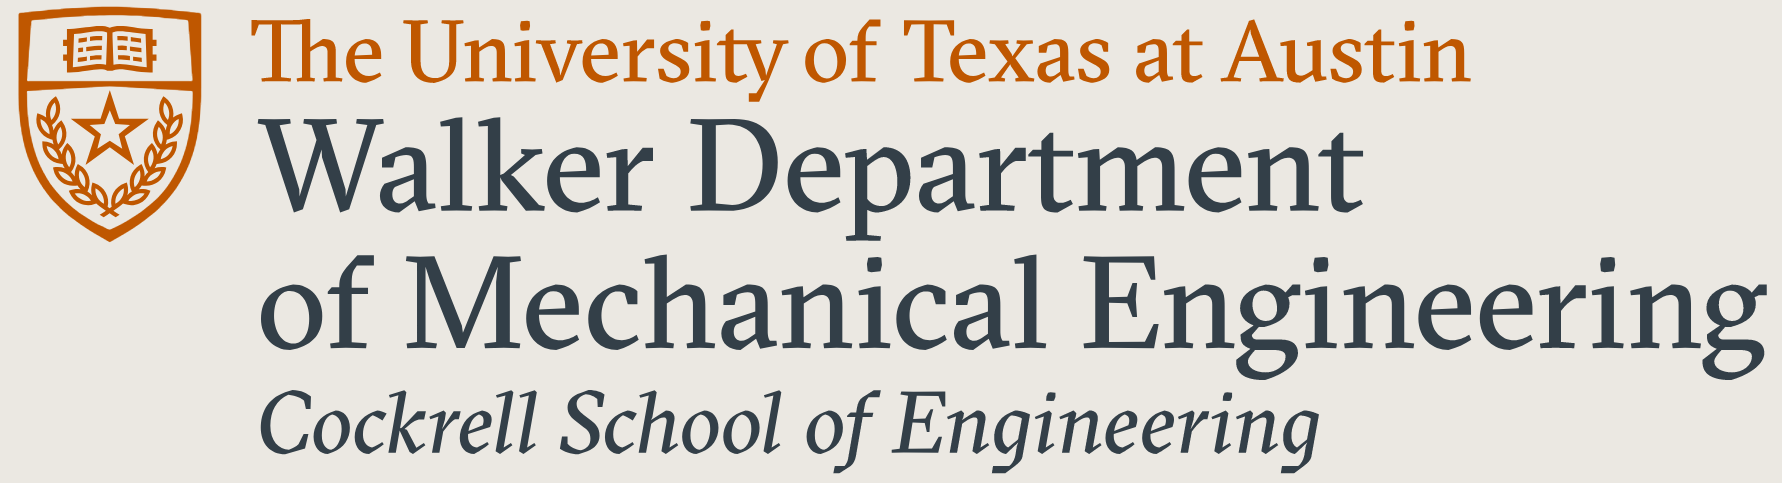 The University of Texas at Austin
Walker Department
of Mechanical Engineering
Cockrell School of Engineering